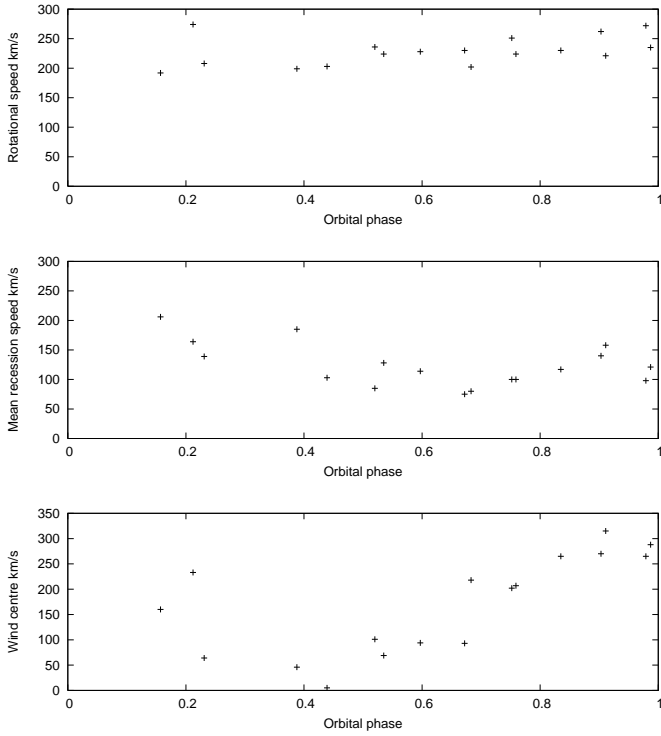 300
250
200
150
100
50
0
Rotational speed km/s
0 0.2 0.4 0.6 0.8 1
Orbital phase
300
250
200
150
100
50
0
Mean recession speed km/s
0 0.2 0.4 0.6 0.8 1
Orbital phase
350
300
250
200
150
100
50
0
Wind centre km/s
0 0.2 0.4 0.6 0.8 1
Orbital phase